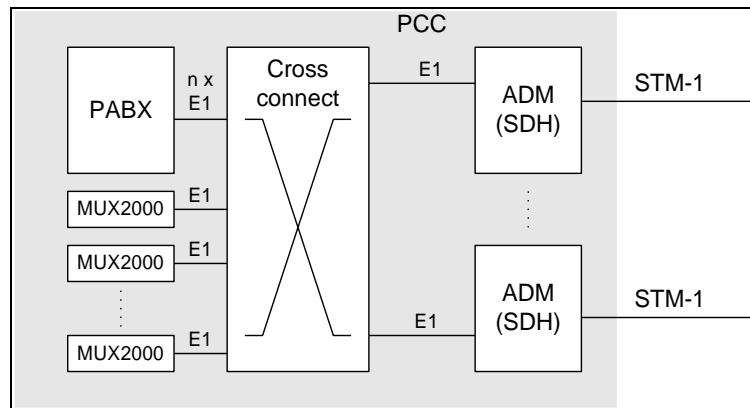 PCC
PABX
n x
E1
Cross
connect
E1
ADM
(SDH)
STM-1
MUX2000
E1
MUX2000
E1
MUX2000
E1
E1
ADM
(SDH)
STM-1